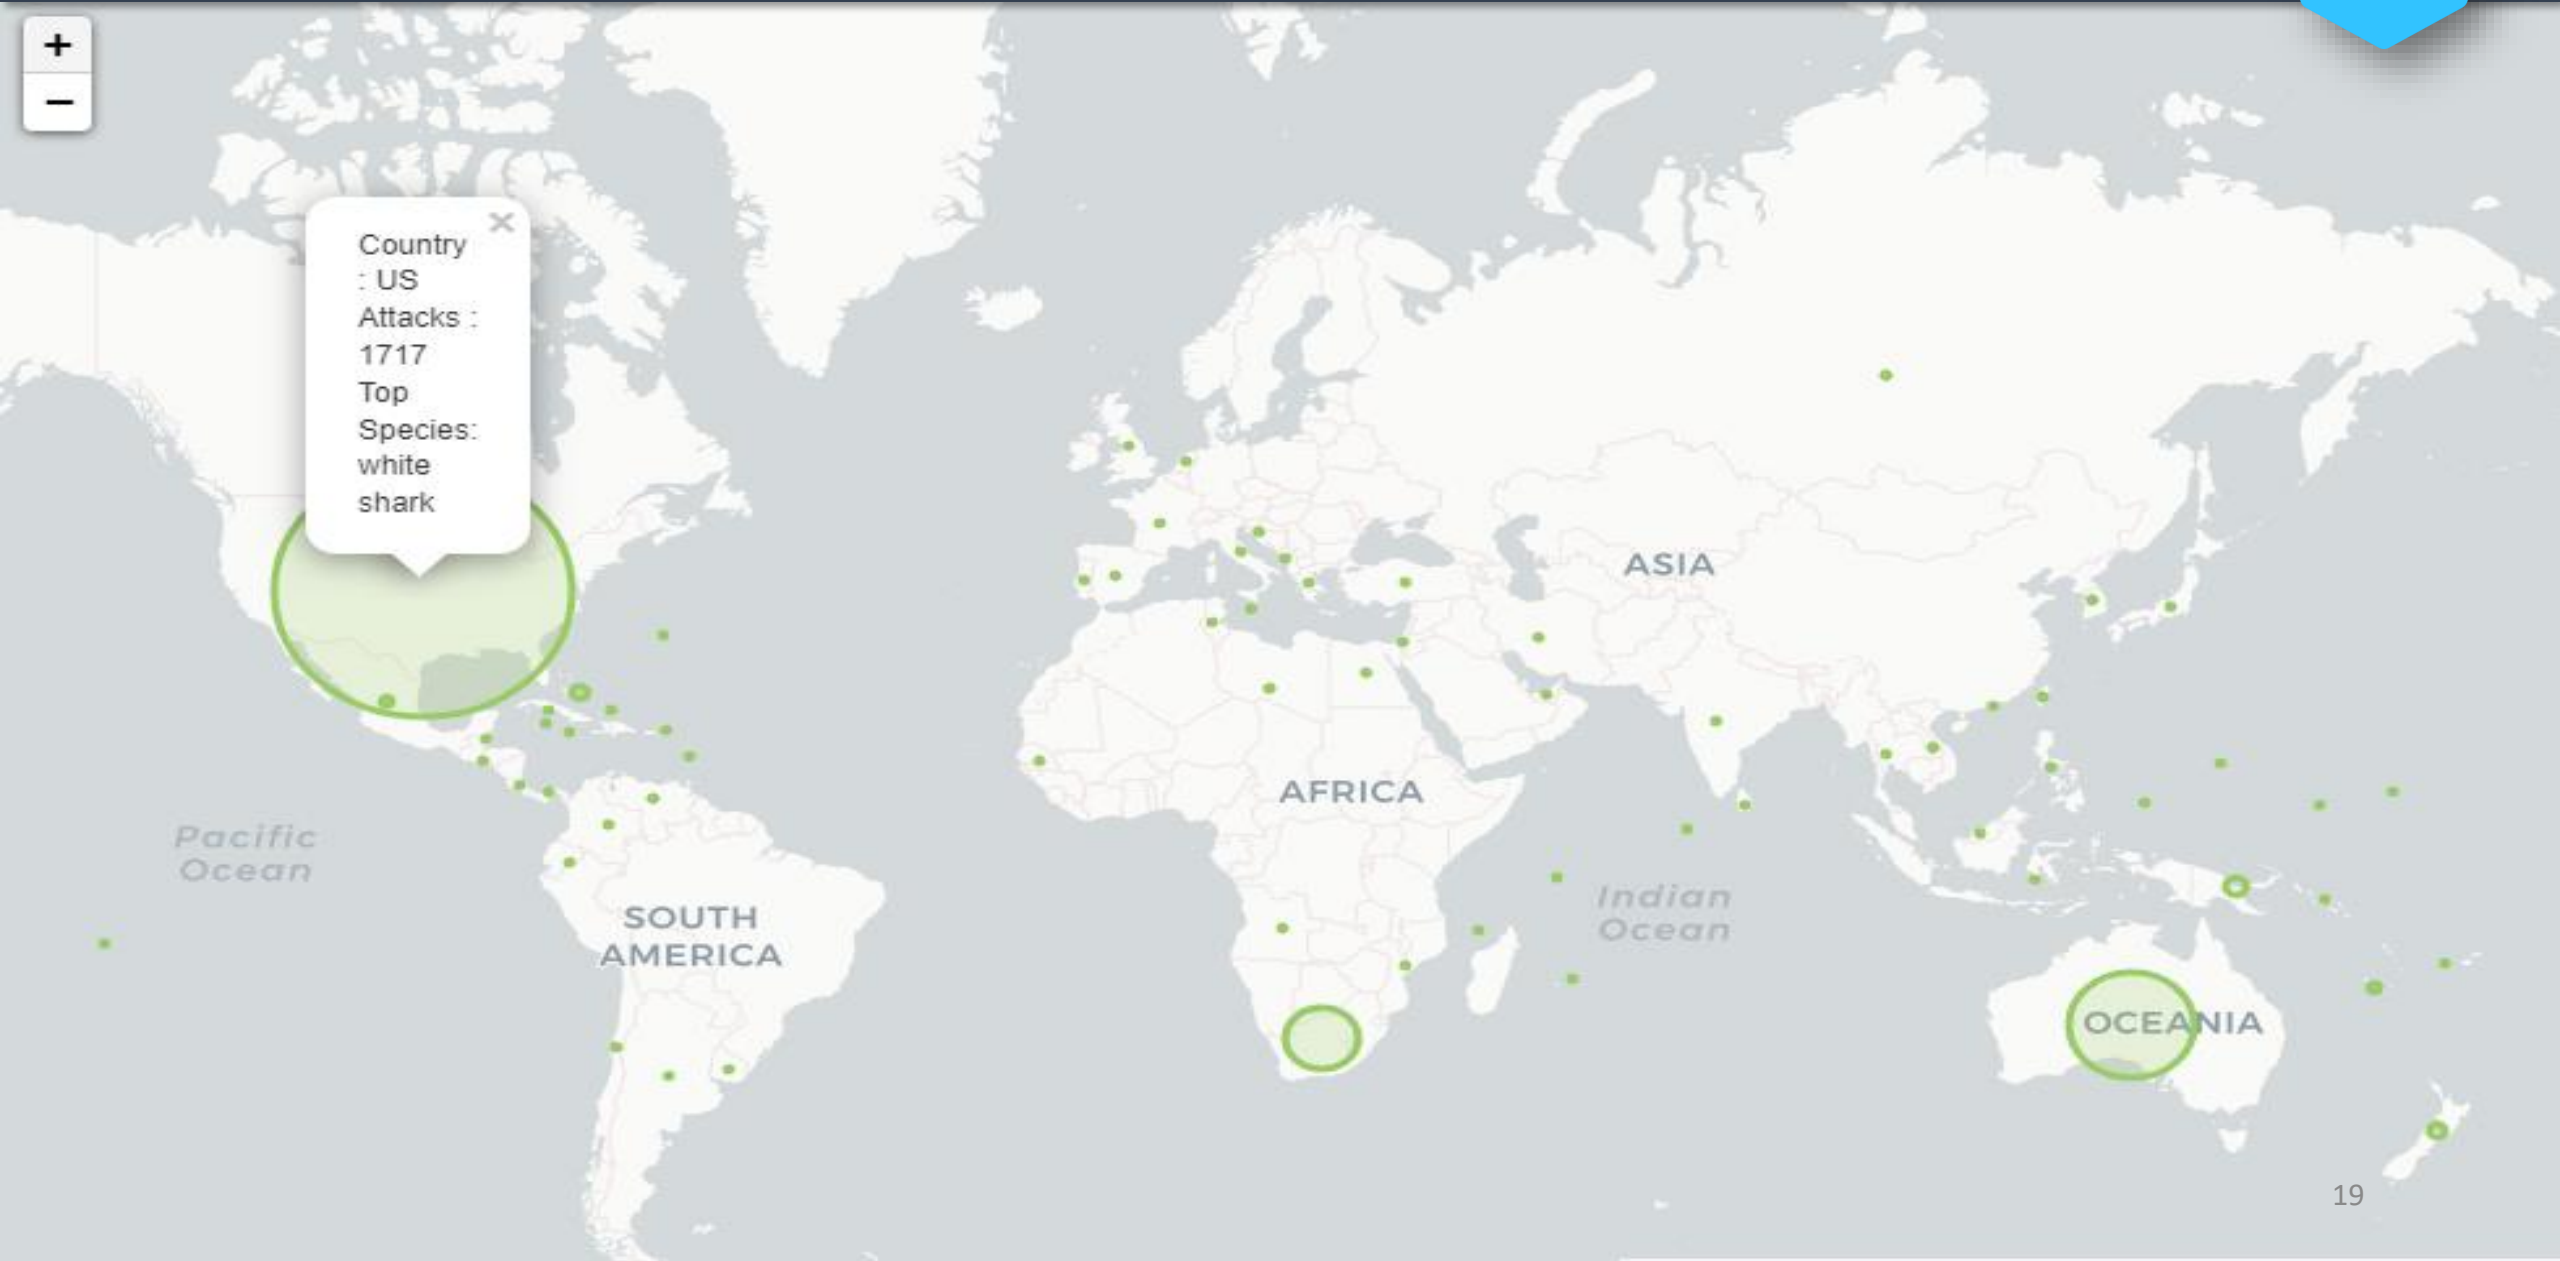 +
−
Country
: US
Attacks :
1717
Top
Species:
white
shark
ASIA
AFRICA
Pacific
Ocean
SOUTH
AMERICA
Indian
Ocean
OCEANIA
19